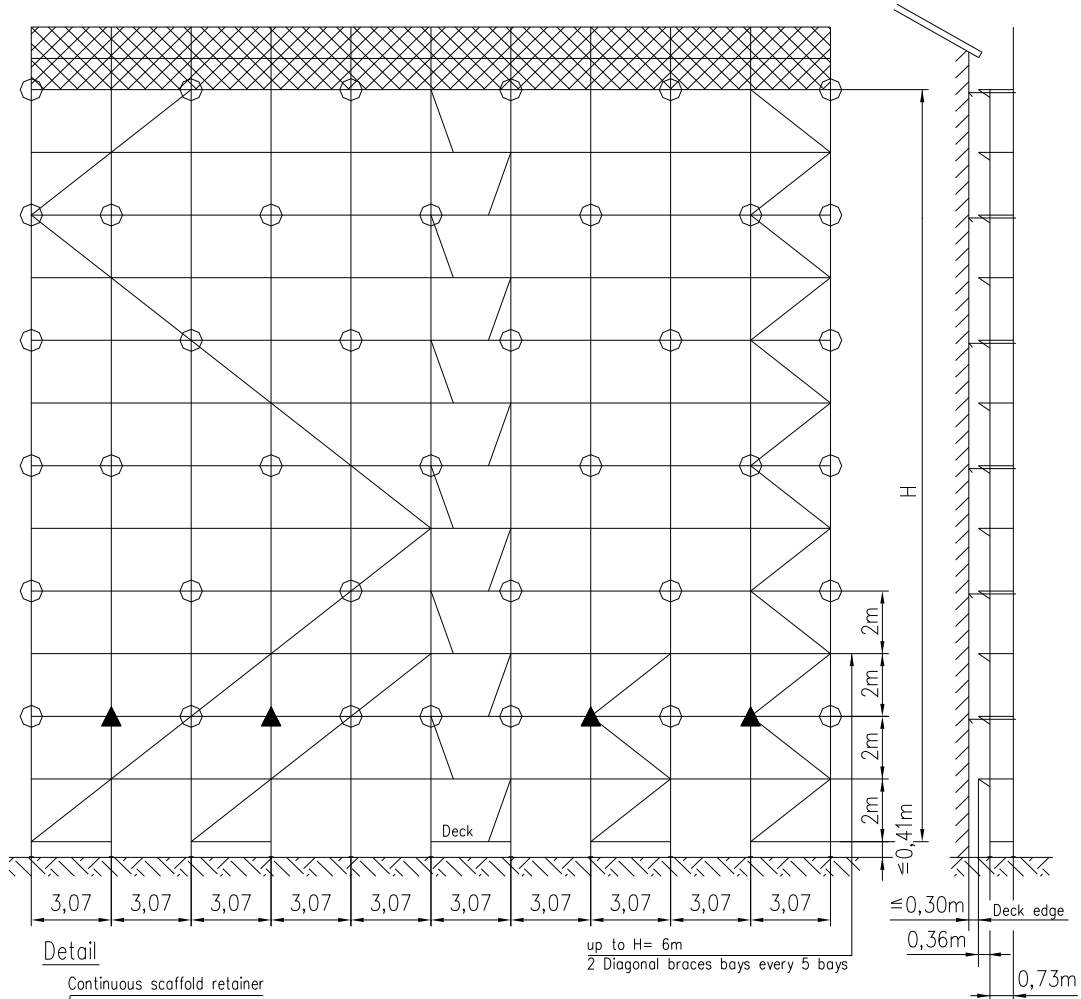 H
2m
2m
2m
2m
≤0,41m
Deck
3,07 3,07 3,07 3,07 3,07 3,07 3,07 3,07 3,07 3,07
≤0,30m
Deck edge
0,36m
0,73m
Detail
up to H= 6m
2 Diagonal braces bays every 5 bays
Continuous scaffold retainer